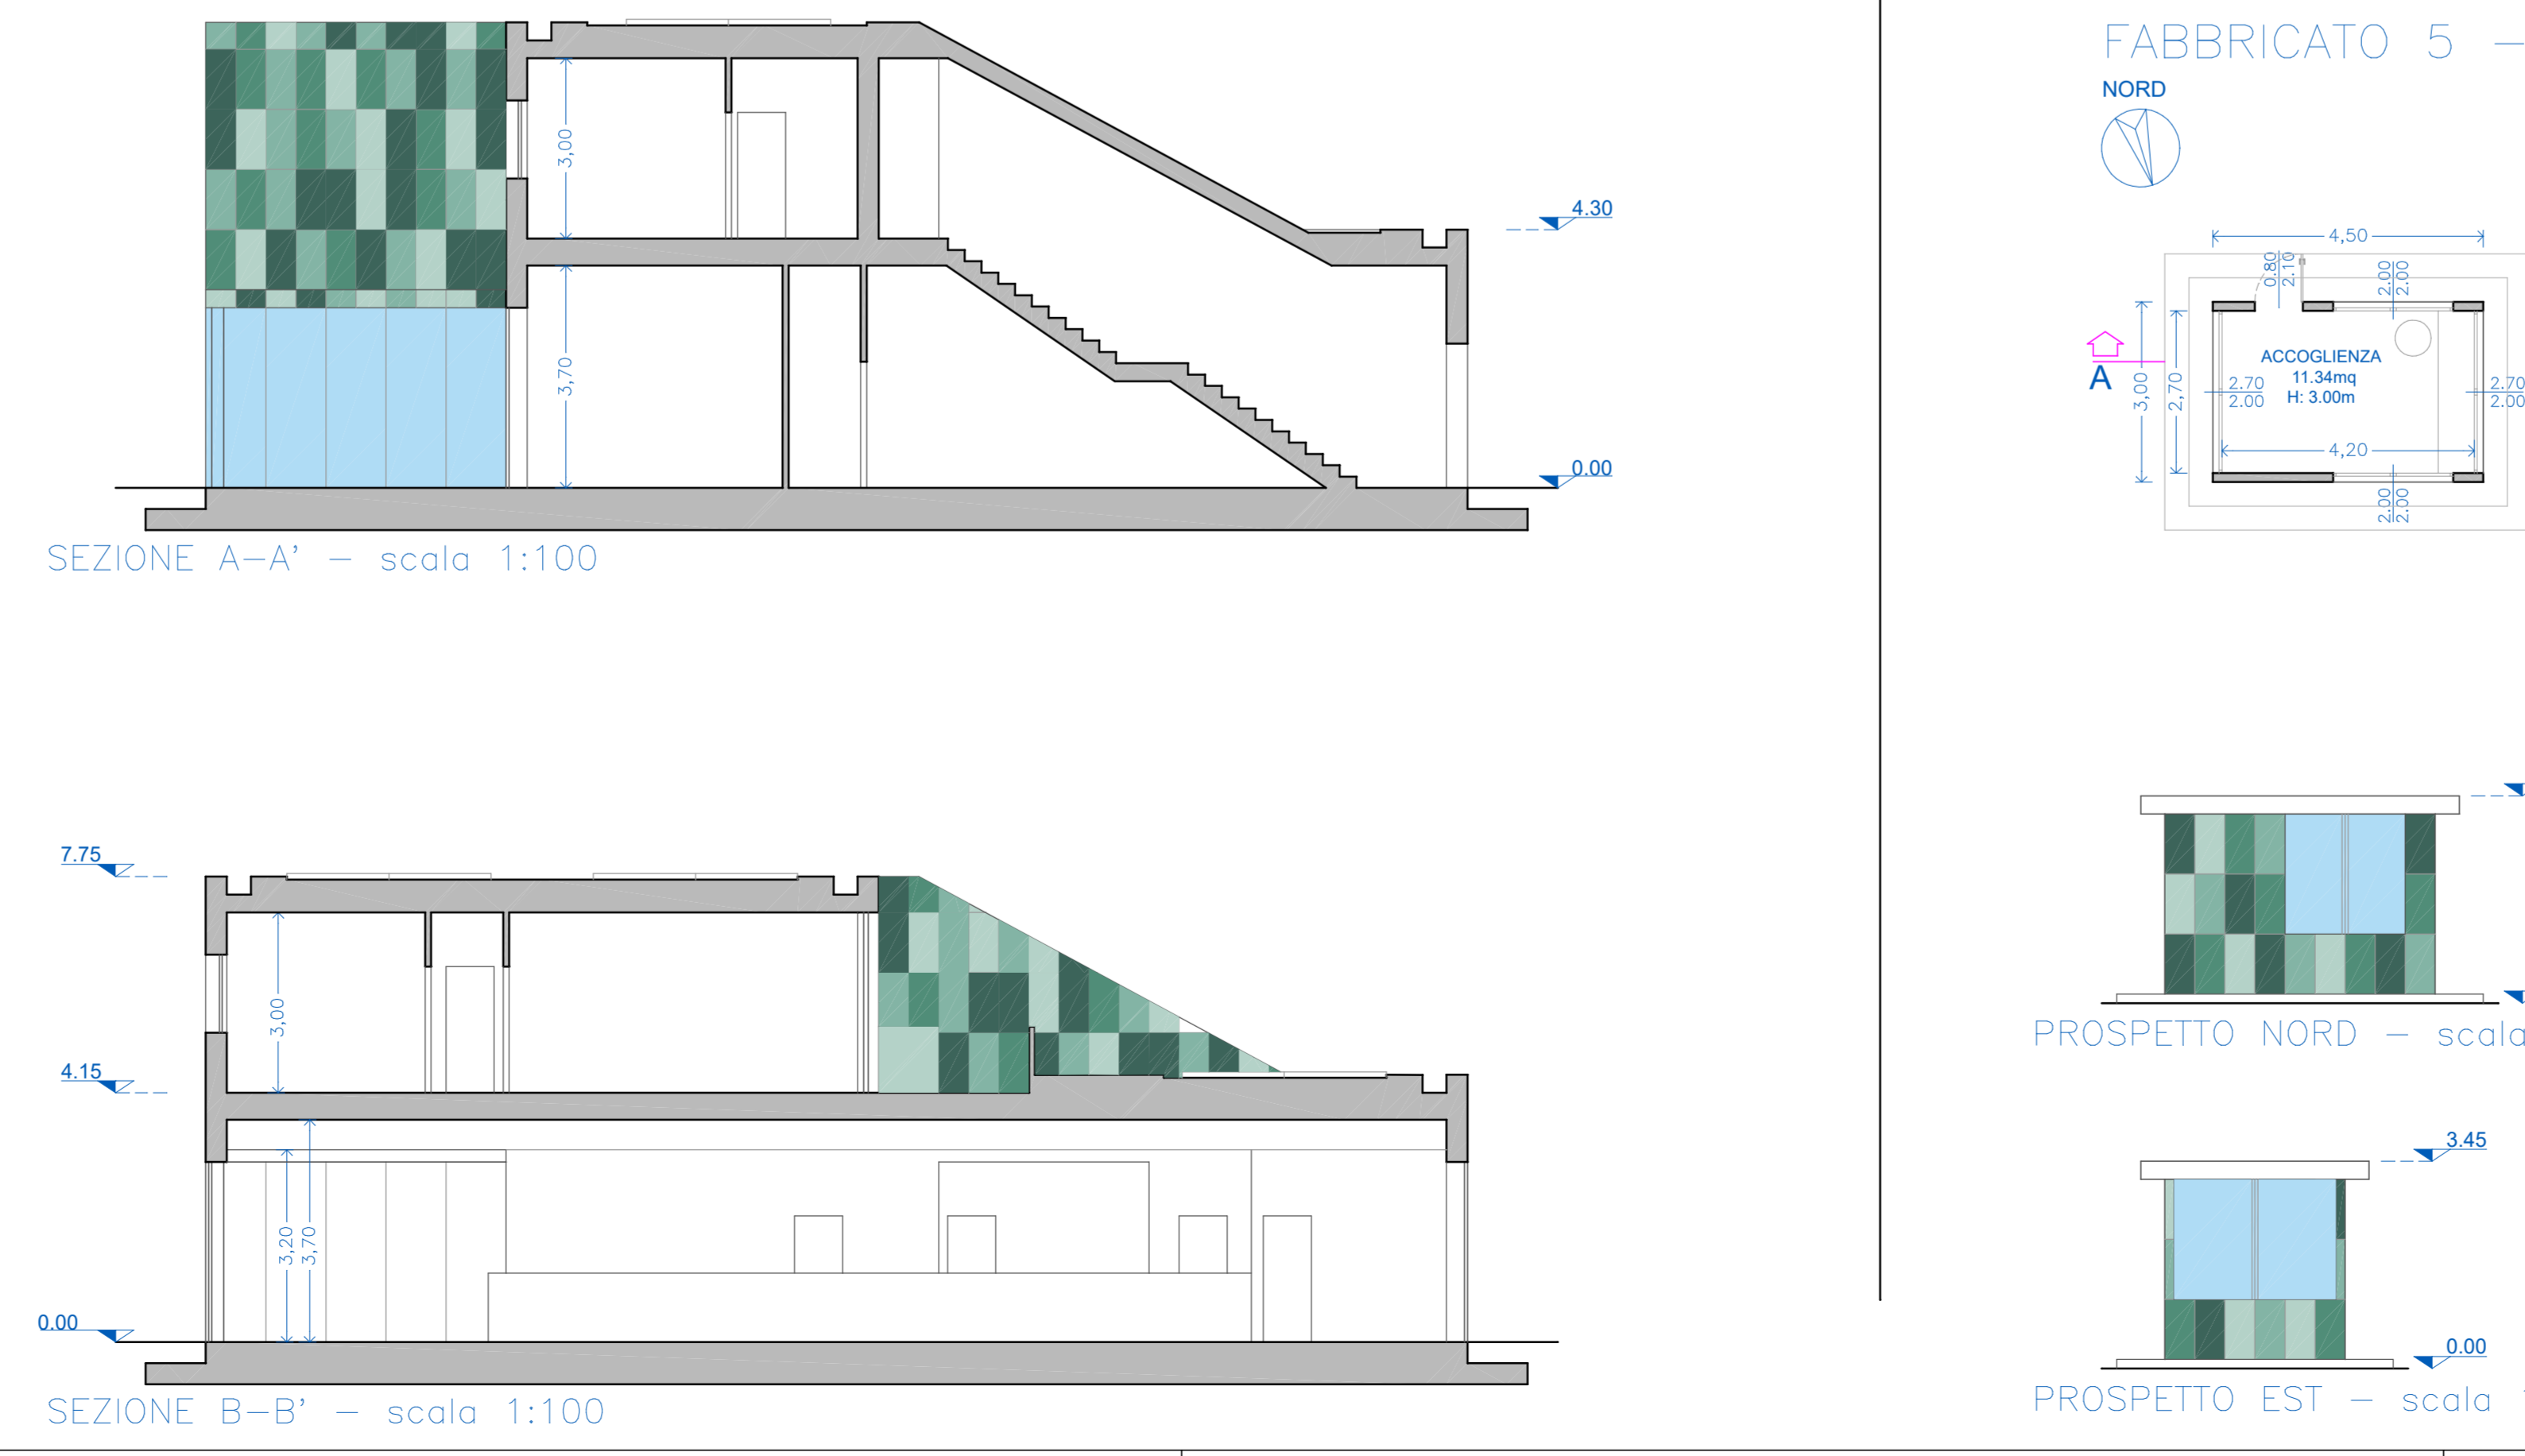 3,00
3,70
4.30
0.00
SEZIONE A-A' - scala 1:100
7.75
3,00
4.15
3,20
3,70
0.00
SEZIONE B-B' - scala 1:100
FABBRICATO 5 -
NORD
4,50
0.80
2.10
2.00
2.00
A
3,00
2,70
ACCOGLIENZA
11.34mq
H: 3.00m
2.70
2.00
2.70
2.00
4,20
2.00
2.00
PROSPETTO NORD - scala
3.45
0.00
PROSPETTO EST - scala